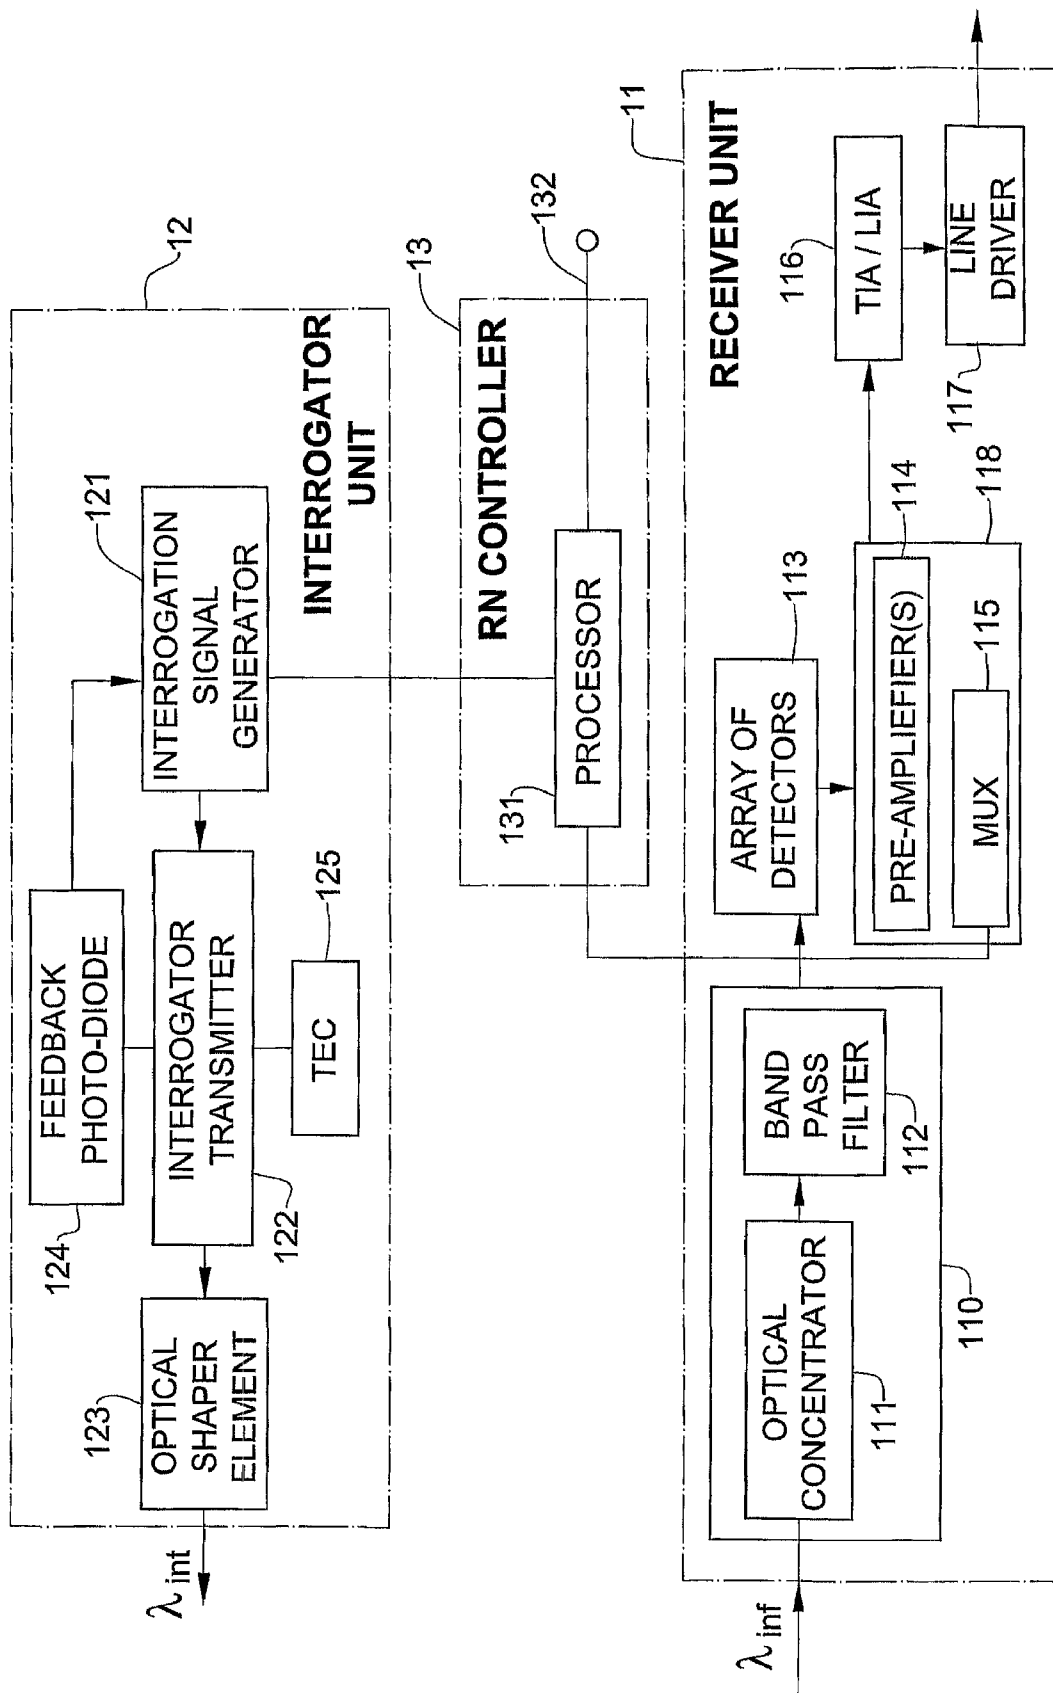 12
121
INTERROGATION
SIGNAL
GENERATOR
INTERROGATOR
UNIT
FEEDBACK
PHOTO-DIODE
124
INTERROGATOR
TRANSMITTER
122
TEC
125
123
OPTICAL
SHAPER
ELEMENT
λint
13
RN CONTROLLER
132
131
PROCESSOR
11
RECEIVER UNIT
λinf
OPTICAL
CONCENTRATOR
111
BAND
PASS
FILTER
112
110
ARRAY OF
DETECTORS
113
PRE-AMPLIEFIER(S)
114
MUX
115
118
116
TIA / LIA
LINE
DRIVER
117